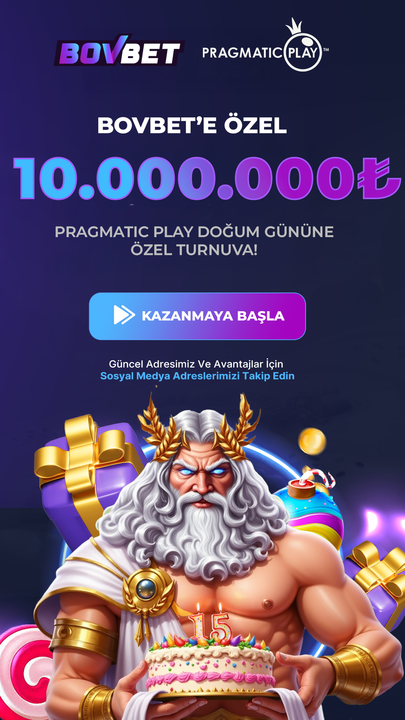 BOVBET PRAGMATIC PLAY™
BOVBET'E ÖZEL
10.000.000₺
PRAGMATIC PLAY DOĞUM GÜNÜNE
ÖZEL TURNUVA!
KAZANMAYA BAŞLA
Güncel Adresimiz Ve Avantajlar İçin
Sosyal Medya Adreslerimizi Takip Edin
15